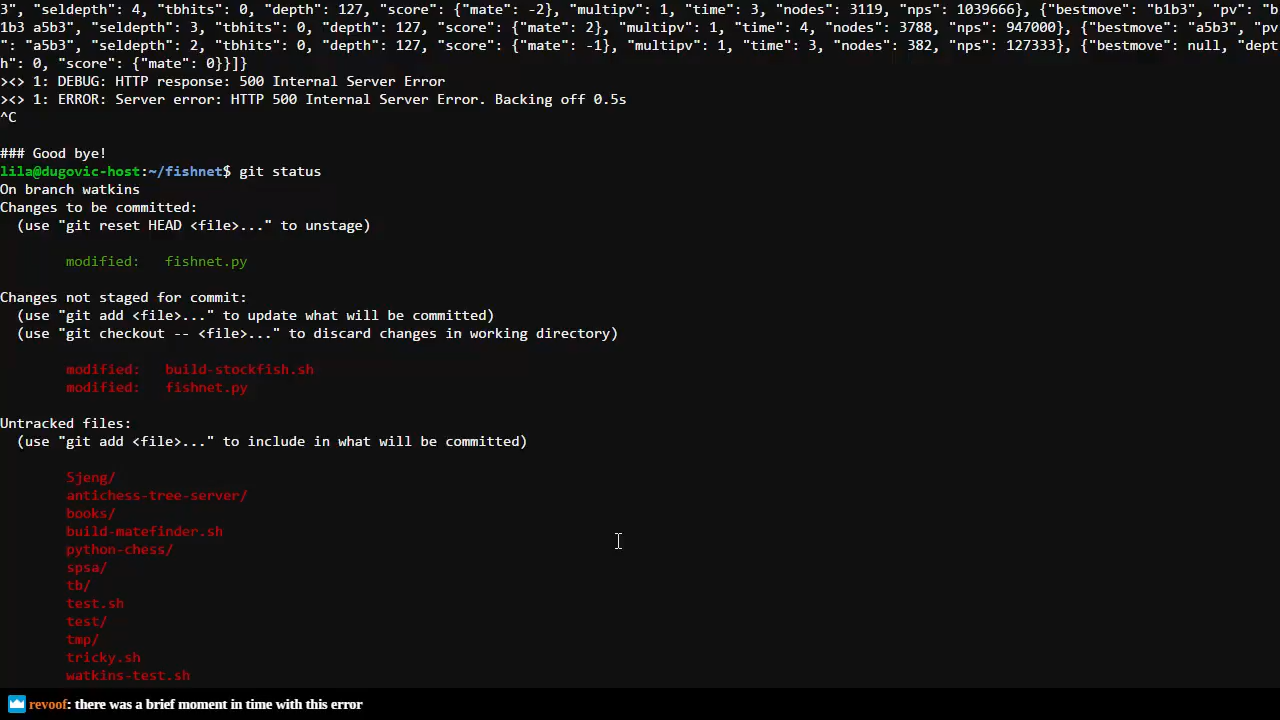 3", "seldepth": 4, "tbhits": 0, "depth": 127, "score": {"mate": -2}, "multipv": 1, "time": 3, "nodes": 3119, "nps": 1039666}, {"bestmove": "b1b3", "pv": "b
1b3 a5b3", "seldepth": 3, "tbhits": 0, "depth": 127, "score": {"mate": 2}, "multipv": 1, "time": 4, "nodes": 3788, "nps": 947000}, {"bestmove": "a5b3", "pv
": "a5b3", "seldepth": 2, "tbhits": 0, "depth": 127, "score": {"mate": -1}, "multipv": 1, "time": 3, "nodes": 382, "nps": 127333}, {"bestmove": null, "dept
h": 0, "score": {"mate": 0}}]}
><> 1: DEBUG: HTTP response: 500 Internal Server Error
><> 1: ERROR: Server error: HTTP 500 Internal Server Error. Backing off 0.5s
^C
### Good bye!
lila@dugovic-host:~/fishnet$ git status
On branch watkins
Changes to be committed:
  (use "git reset HEAD <file>..." to unstage)
        modified:   fishnet.py
Changes not staged for commit:
  (use "git add <file>..." to update what will be committed)
  (use "git checkout -- <file>..." to discard changes in working directory)
        modified:   build-stockfish.sh
        modified:   fishnet.py
Untracked files:
  (use "git add <file>..." to include in what will be committed)
        5jeng/
        antichess-tree-server/
        books/
        build-matefinder.sh
        python-chess/
        spsa/
        tb/
        test.sh
        test/
        tmp/
        tricky.sh
        watkins-test.sh
revoof: there was a brief moment in time with this error